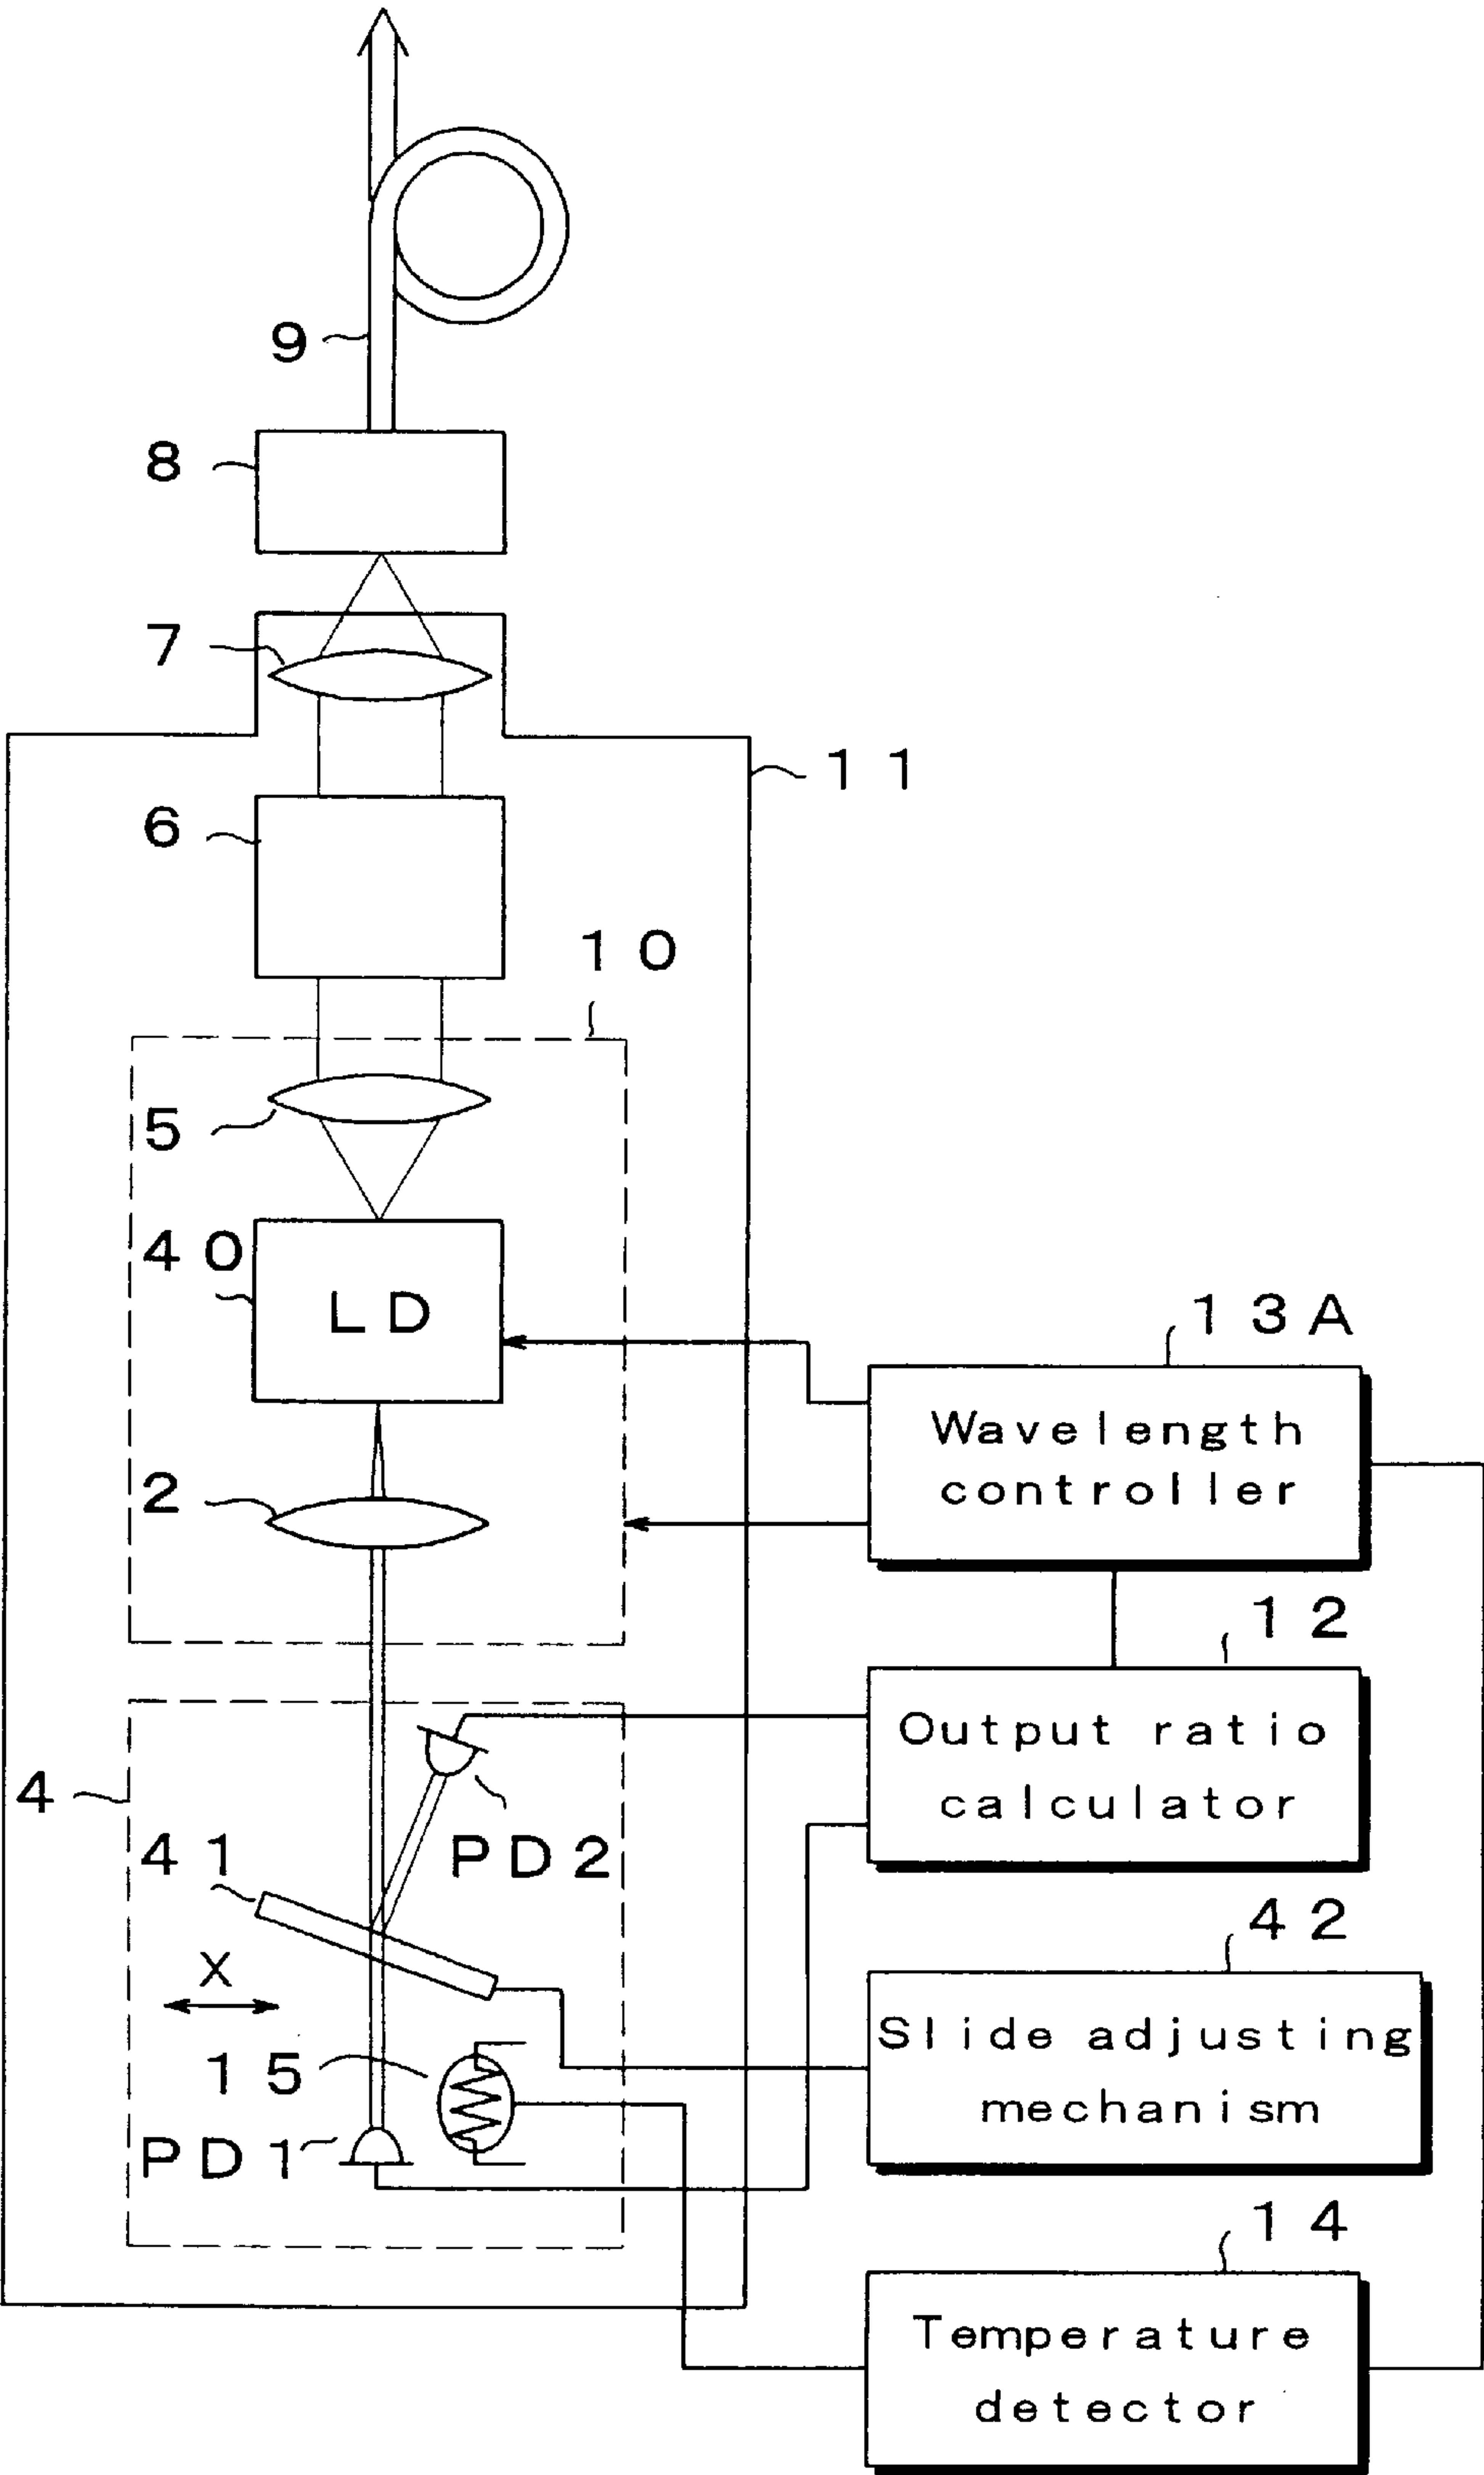 9
8
7
11
6
10
5
40
LD
13A
Wavelength
controller
2
12
Output ratio
calculator
4
PD2
41
42
X
Slide adjusting
mechanism
15
PD1
14
Temperature
detector